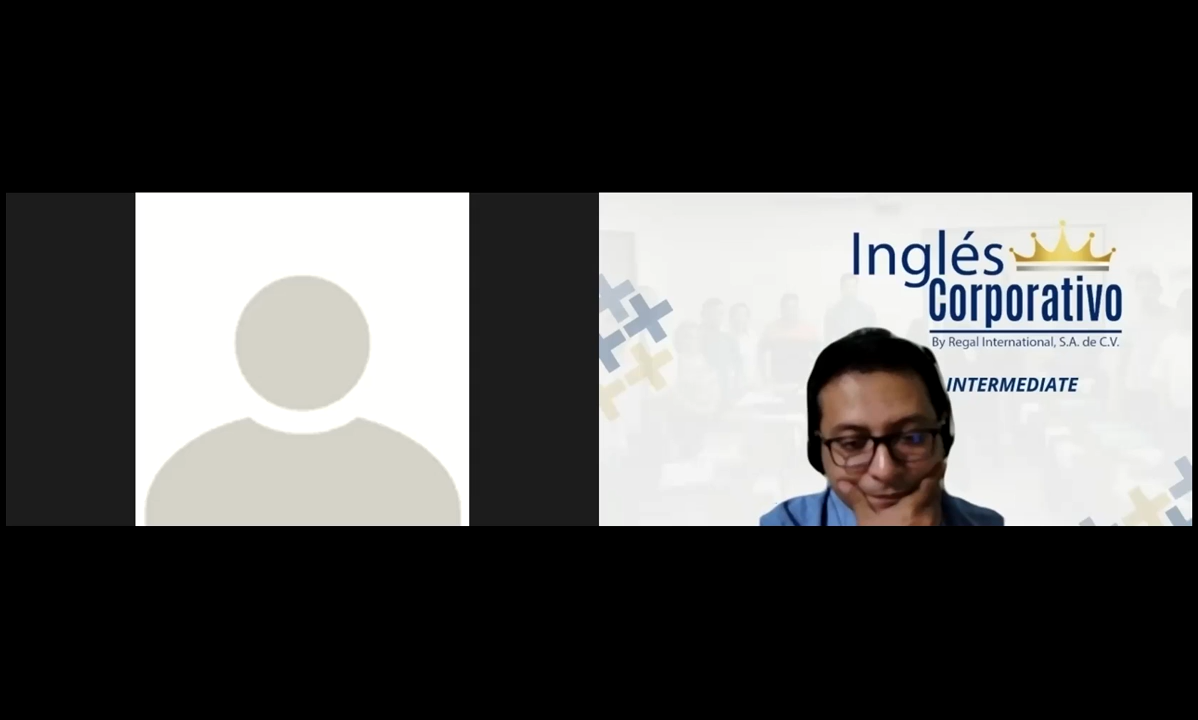 Inglés
Corporativo
By Regal International, S.A. de C.V.
INTERMEDIATE